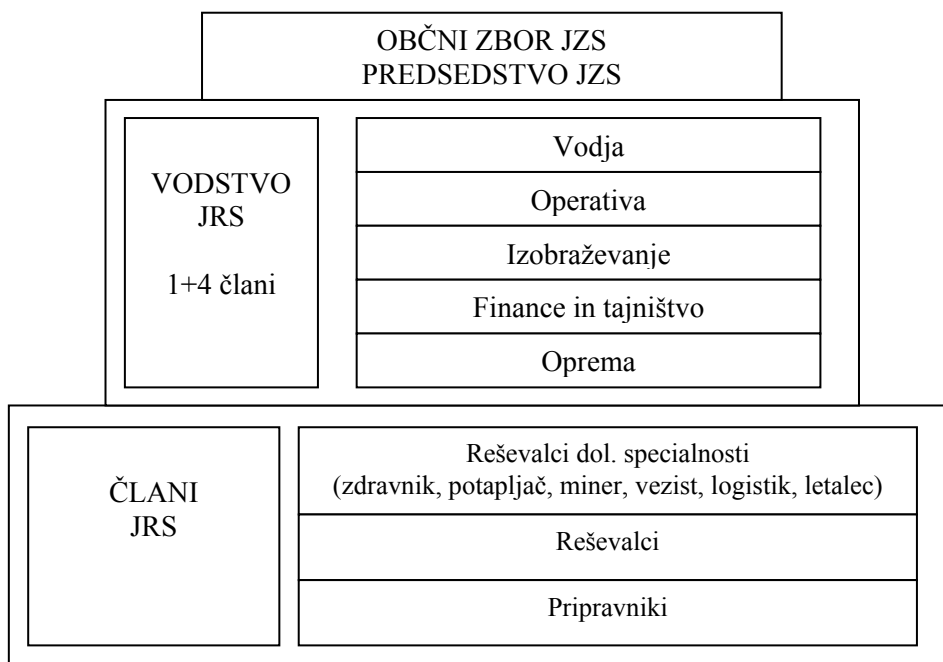 OBČNI ZBOR JZS
PREDSEDSTVO JZS
VODSTVO
JRS
1+4 člani
Vodja
Operativa
Izobraževanje
Finance in tajništvo
Oprema
ČLANI
JRS
Reševalci dol. specialnosti
(zdravnik, potapljač, miner, vezist, logistik, letalec)
Reševalci
Pripravniki